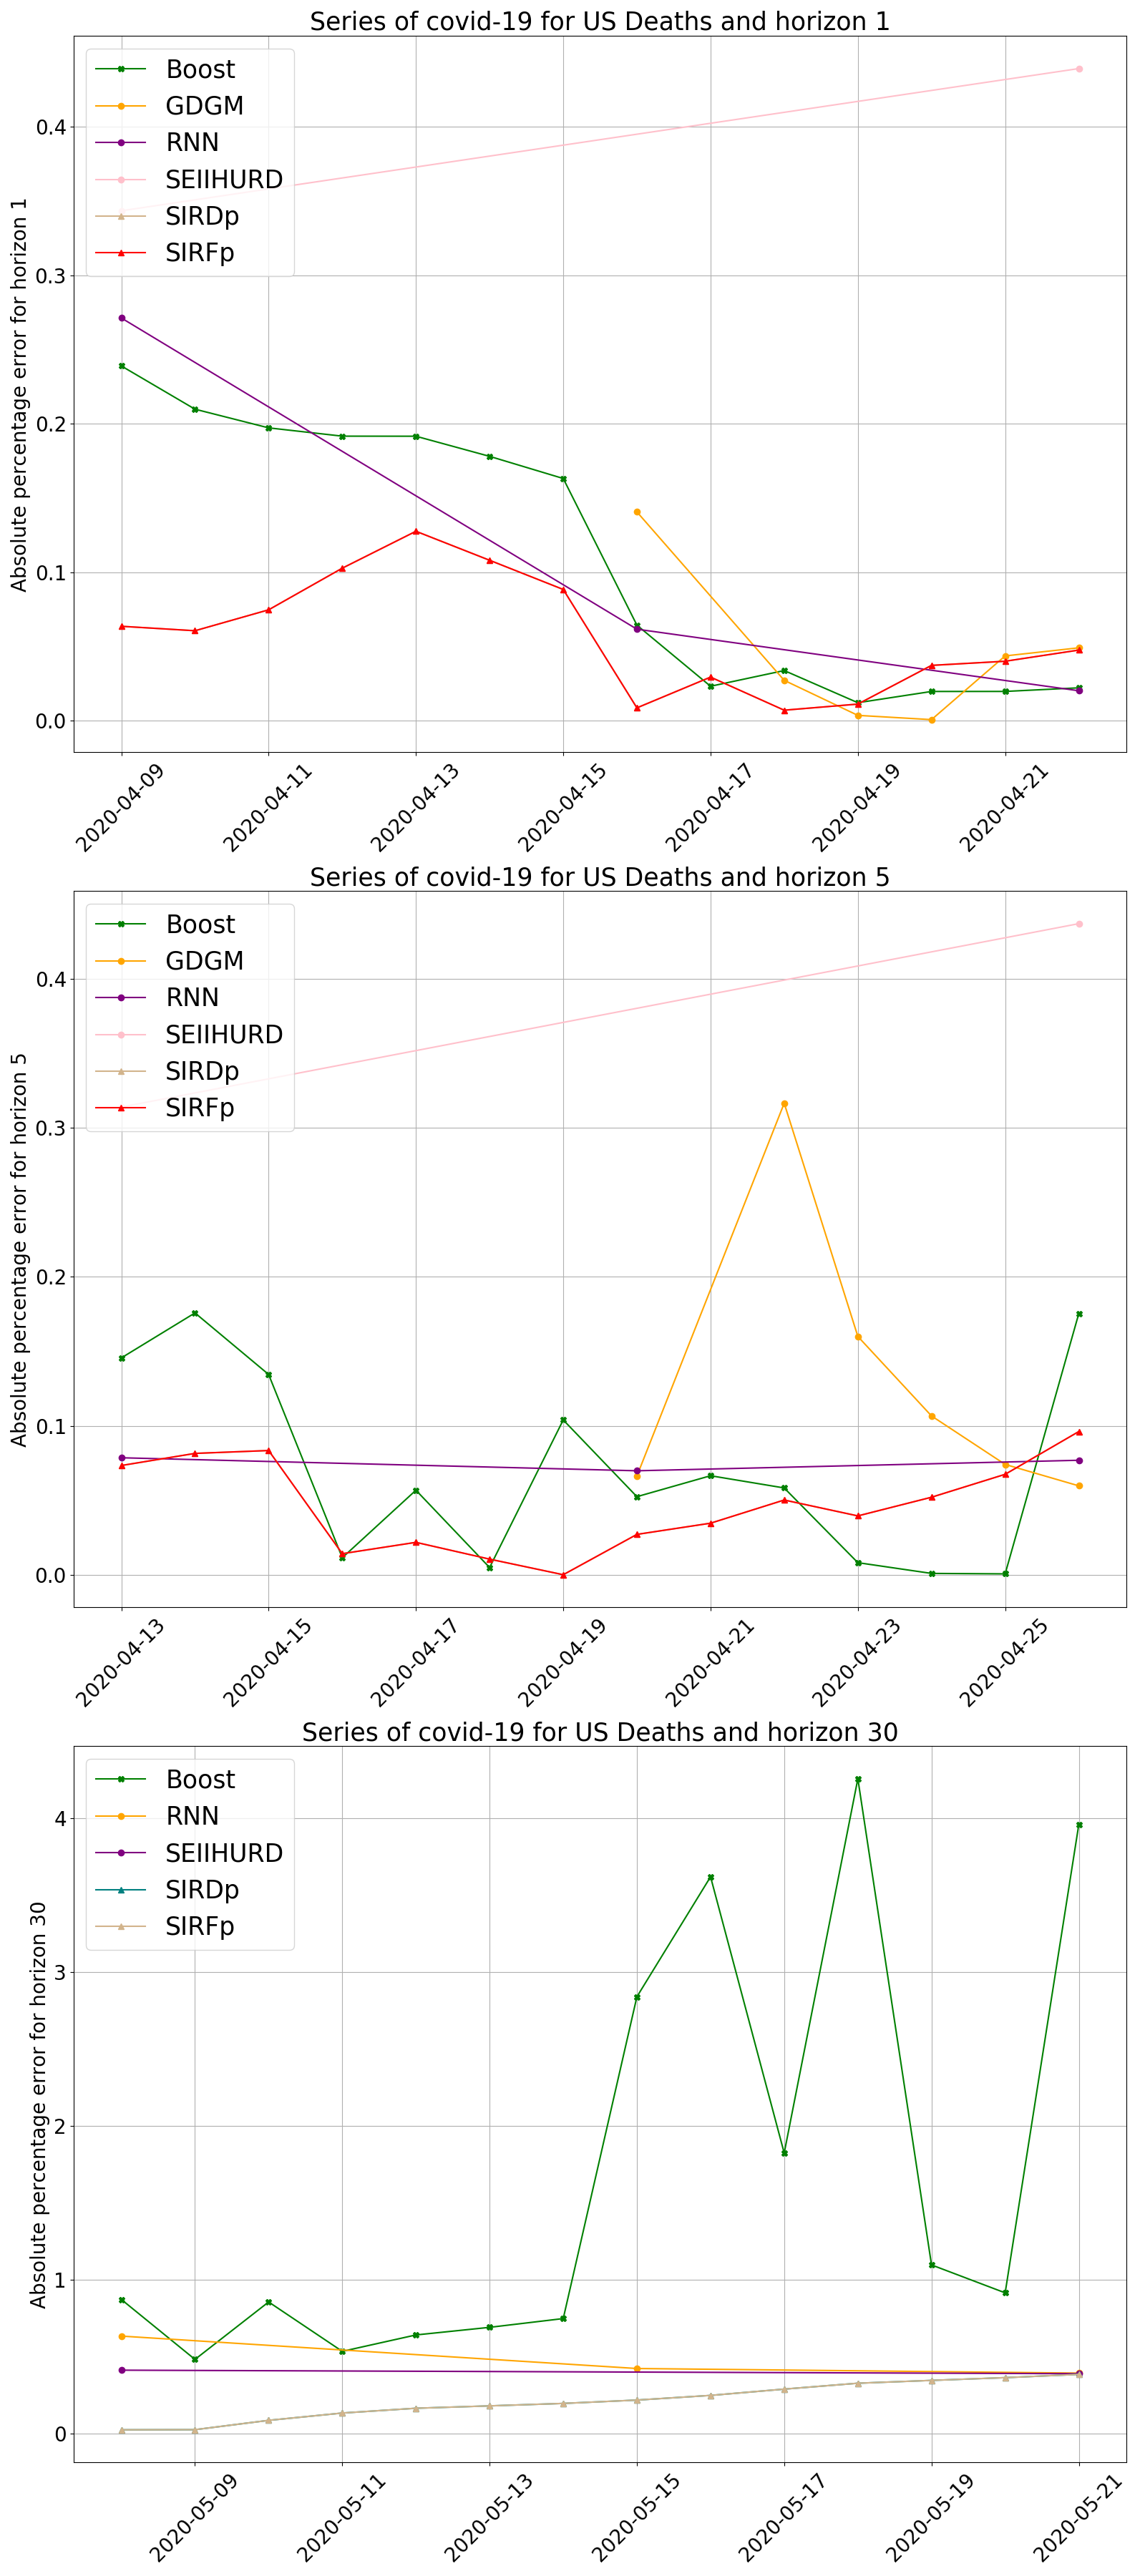 Series of covid-19 for US Deaths and horizon 1
Absolute percentage error for horizon 1
Boost
GDGM
RNN
SEIIHURD
SIRDp
SIRFp
0.4
0.3
0.2
0.1
0.0
2020-04-09
2020-04-11
2020-04-13
2020-04-15
2020-04-17
2020-04-19
2020-04-21
Series of covid-19 for US Deaths and horizon 5
Absolute percentage error for horizon 5
Boost
GDGM
RNN
SEIIHURD
SIRDp
SIRFp
0.4
0.3
0.2
0.1
0.0
2020-04-13
2020-04-15
2020-04-17
2020-04-19
2020-04-21
2020-04-23
2020-04-25
Series of covid-19 for US Deaths and horizon 30
Absolute percentage error for horizon 30
Boost
RNN
SEIIHURD
SIRDp
SIRFp
4
3
2
1
0
2020-05-09
2020-05-11
2020-05-13
2020-05-15
2020-05-17
2020-05-19
2020-05-21